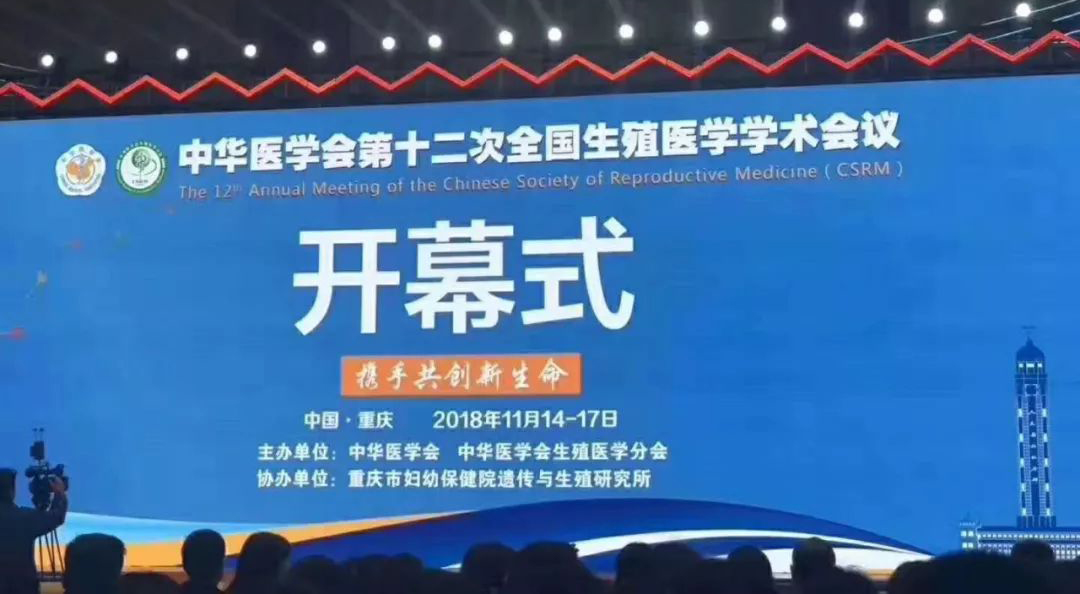 中华医学会第十二次全国生殖医学学术会议
The 12th Annual Meeting of the Chinese Society of Reproductive Medicine ( CSRM )
开幕式
携手共创新生命
中国·重庆 2018年11月14-17日
主办单位：中华医学会 中华医学会生殖医学分会
协办单位：重庆市妇幼保健院遗传与生殖研究所